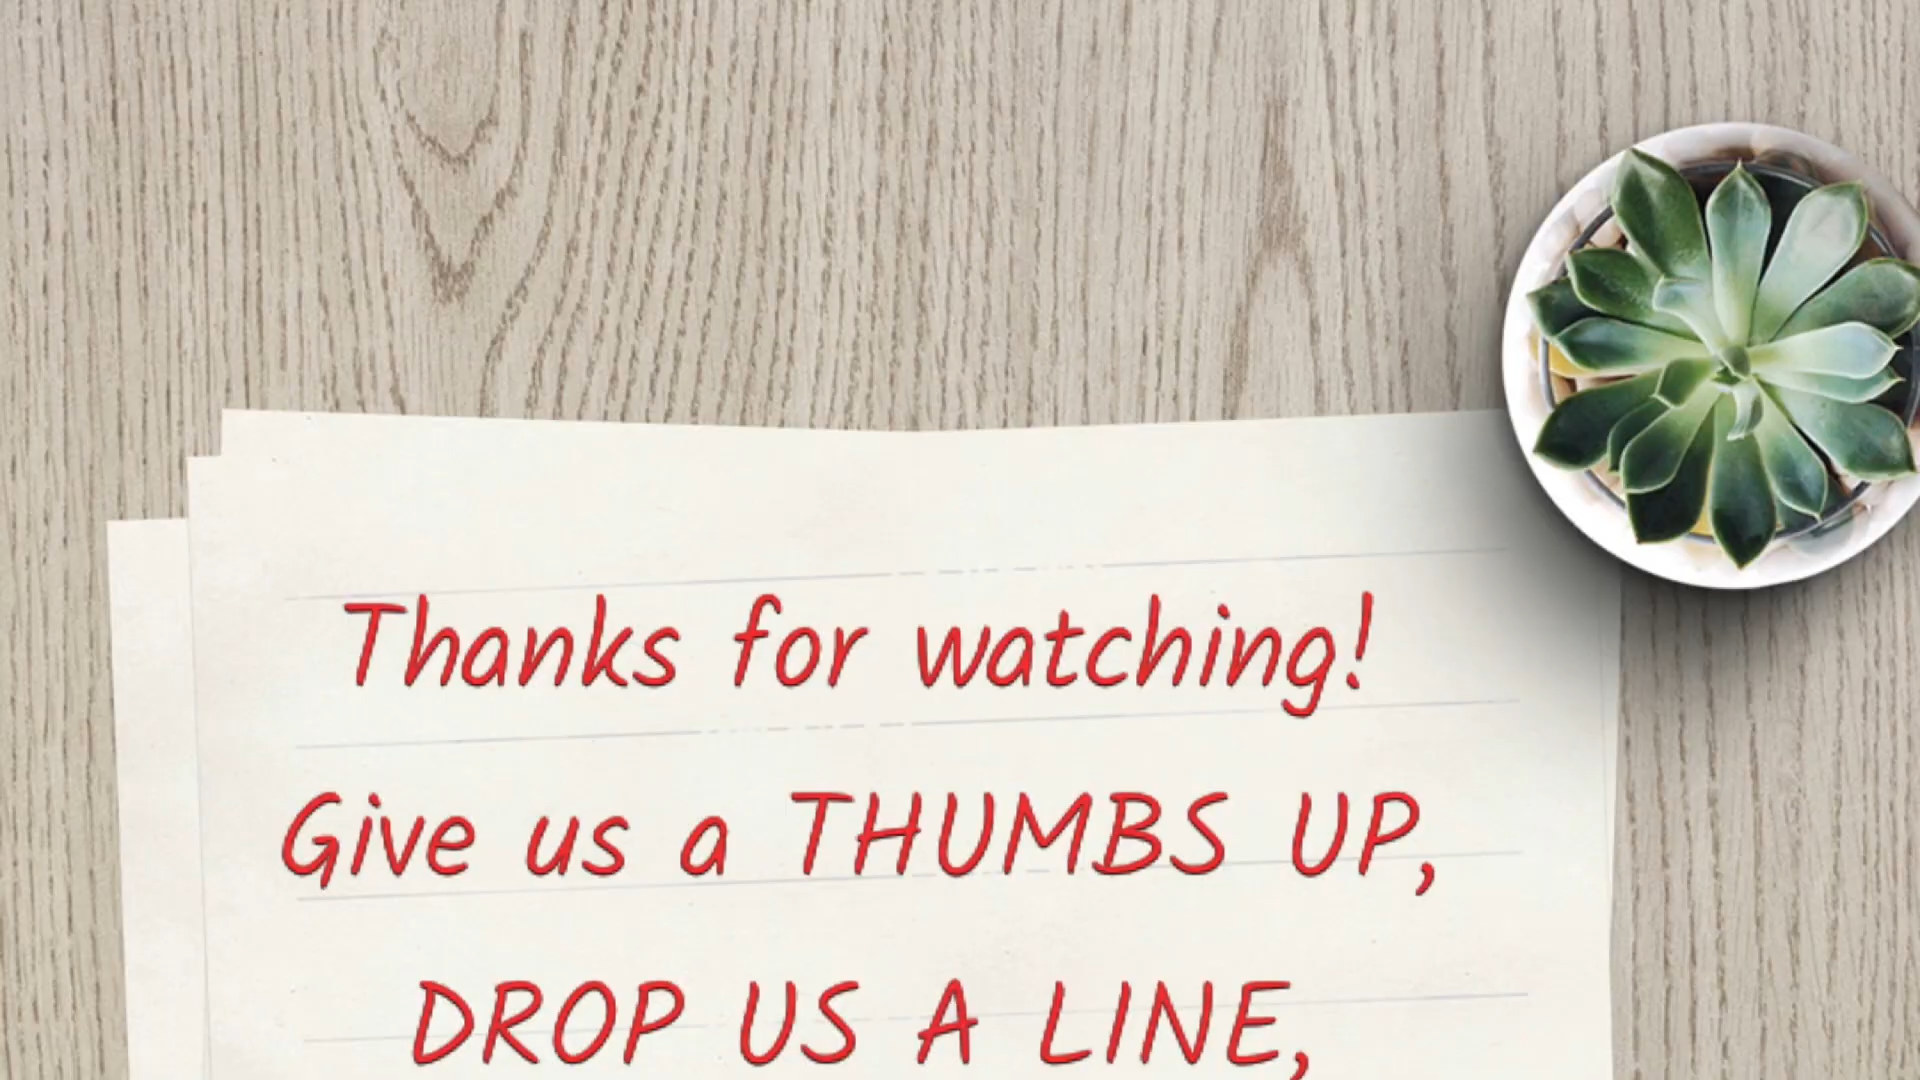 Thanks for watching!
Give us a THUMBS UP,
DROP US A LINE,